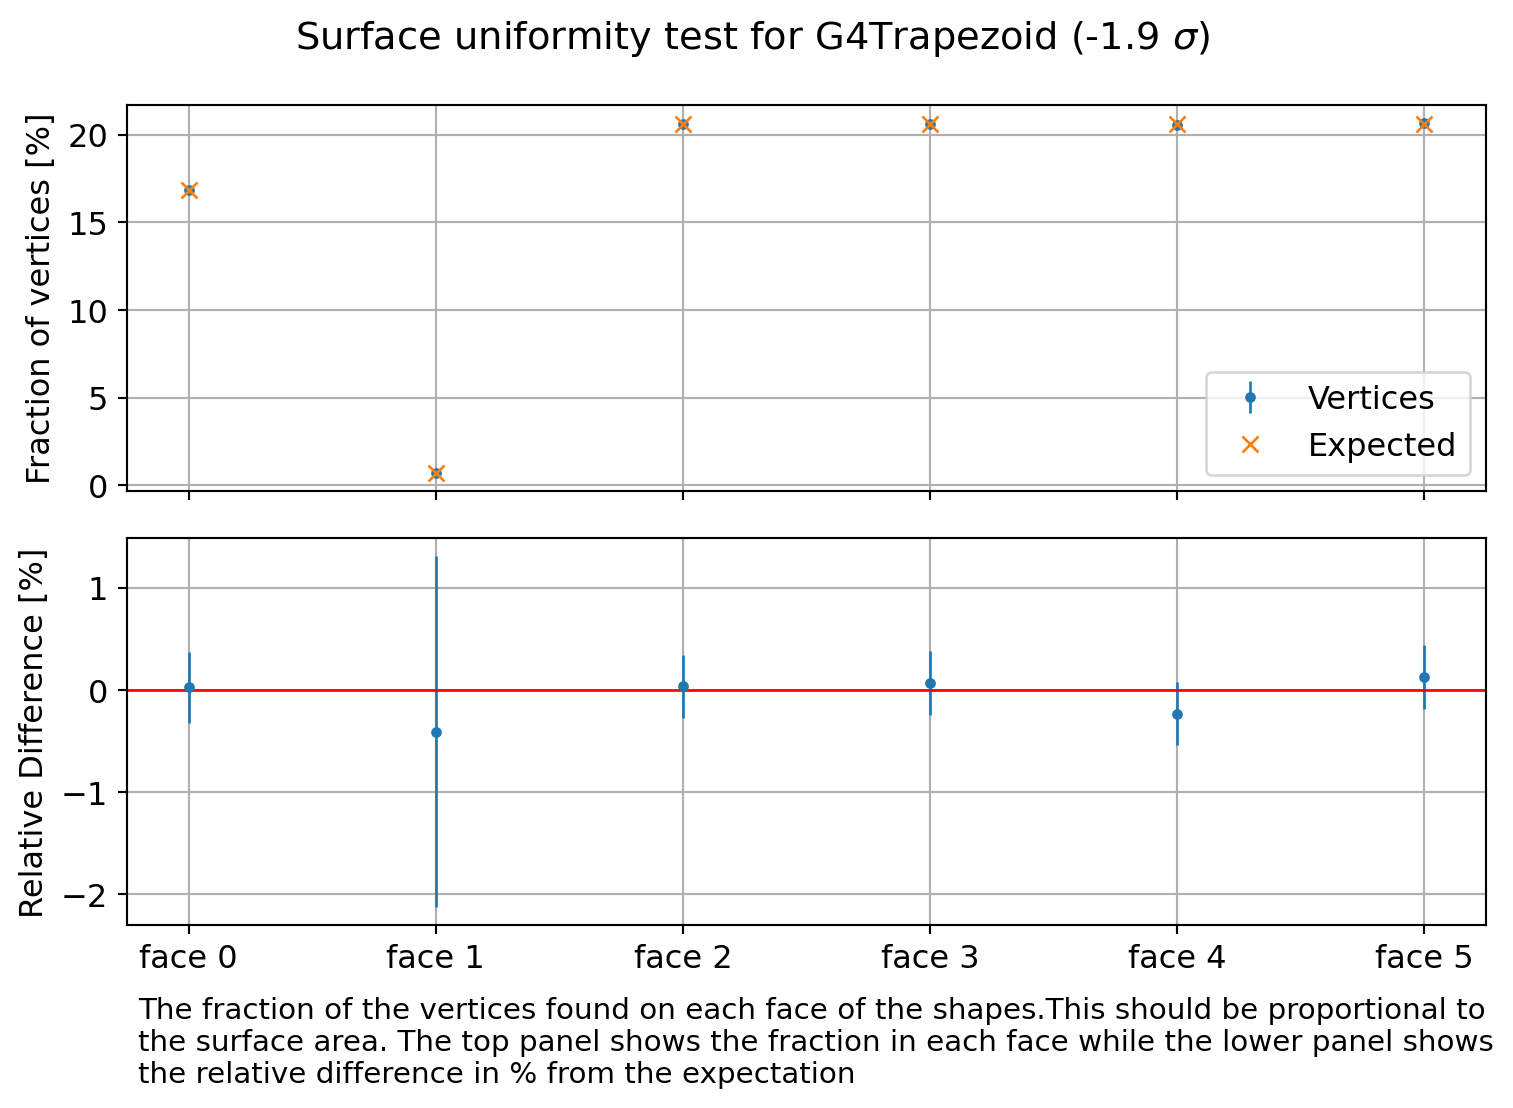 Surface uniformity test for G4Trapezoid (-1.9 σ)
Fraction of vertices [%]
20
15
10
5
0
Vertices
Expected
Relative Difference [%]
1
0
−1
−2
face 0 face 1 face 2 face 3 face 4 face 5
The fraction of the vertices found on each face of the shapes.This should be proportional to
the surface area. The top panel shows the fraction in each face while the lower panel shows
the relative difference in % from the expectation